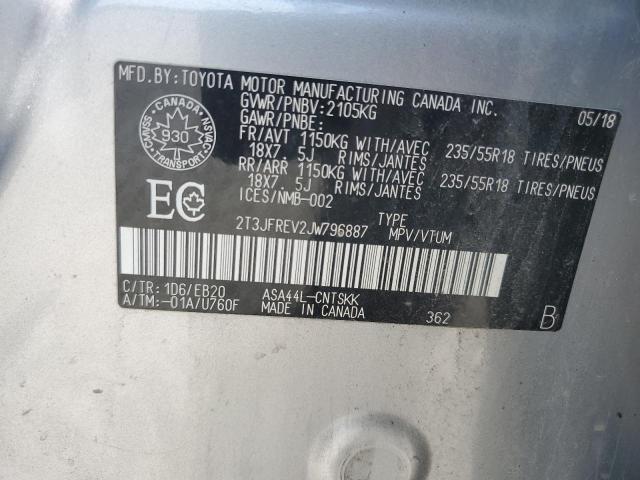 MFD.BY:TOYOTA MOTOR MANUFACTURING CANADA INC.
GVWR/PNBV:2105KG 05/18
GAWR/PNBE:
FR/AVT 1150KG WITH/AVEC 235/55R18 TIRES/PNEUS
18X7.5J RIMS/JANTES
RR/ARR 1150KG WITH/AVEC 235/55R18 TIRES/PNEUS
18X7.5J RIMS/JANTES
ICES/NMB-002
CANADA
CMVSS
930
NSVAC
TRANSPORT
EC
TYPE
2T3JFREV2JW796887 MPV/VTUM
C/TR:1D6/EB20 ASA44L-CNTSKK
A/TM:-01A/U760F MADE IN CANADA 362 B